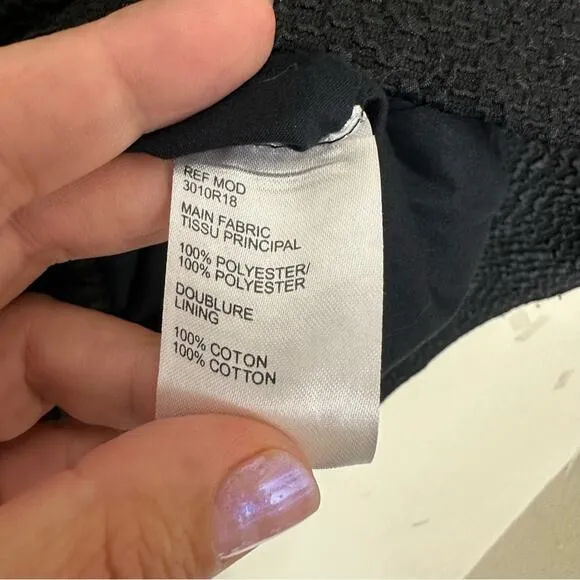 REF MOD
3010R18
MAIN FABRIC
TISSU PRINCIPAL
100% POLYESTER/
100% POLYESTER
DOUBLURE
LINING
100% COTON
100% COTTON